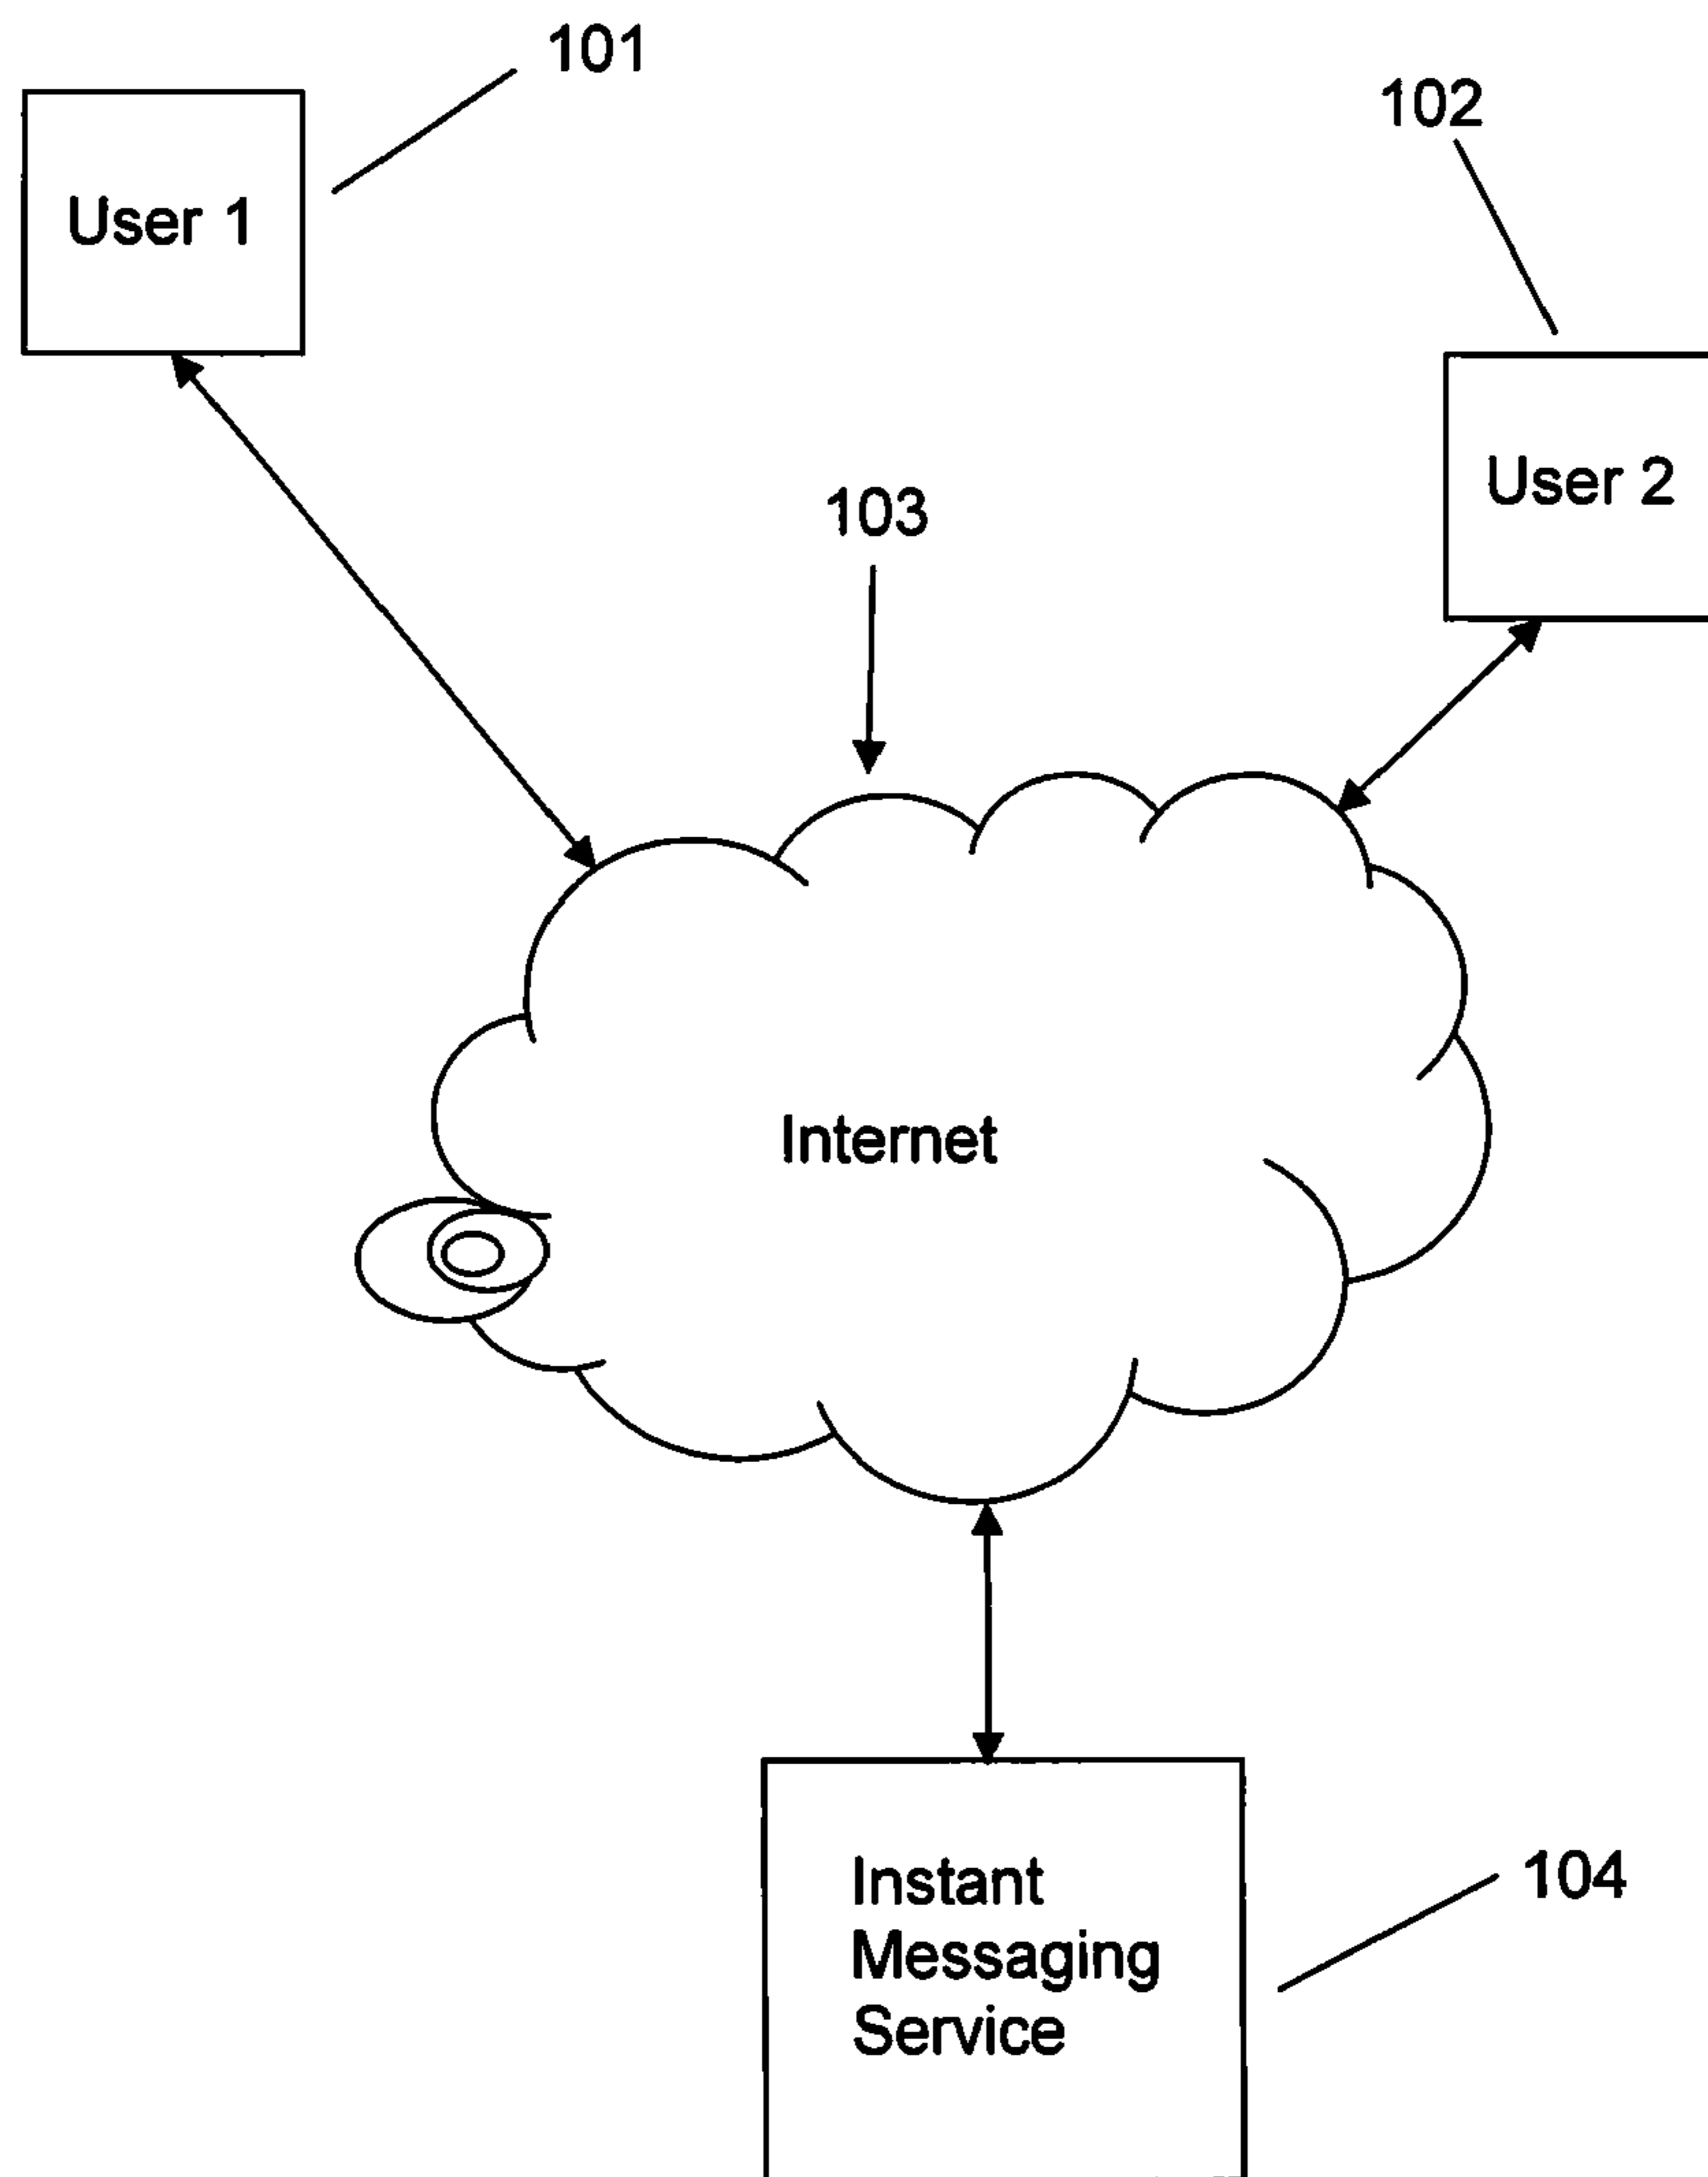 101
102
User 1
User 2
103
Internet
Instant
Messaging
Service
104